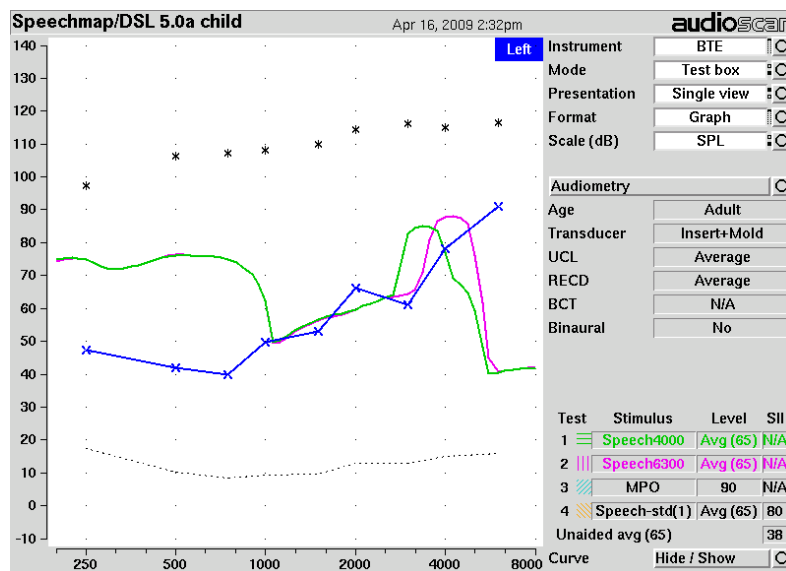 Speechmap/DSL 5.0a child
Apr 16, 2009 2:32pm
audioscan
Left
140
130
120
110
100
90
80
70
60
50
40
30
20
10
0
-10
250 500 1000 2000 4000 8000
Instrument BTE
Mode Test box
Presentation Single view
Format Graph
Scale (dB) SPL
Audiometry
Age Adult
Transducer Insert+Mold
UCL Average
RECD Average
BCT N/A
Binaural No
Test Stimulus Level SII
1 Speech4000 Avg (65) N/A
2 Speech6300 Avg (65) N/A
3 MPO 90 N/A
4 Speech-std(1) Avg (65) 80
Unaided avg (65) 38
Curve Hide / Show